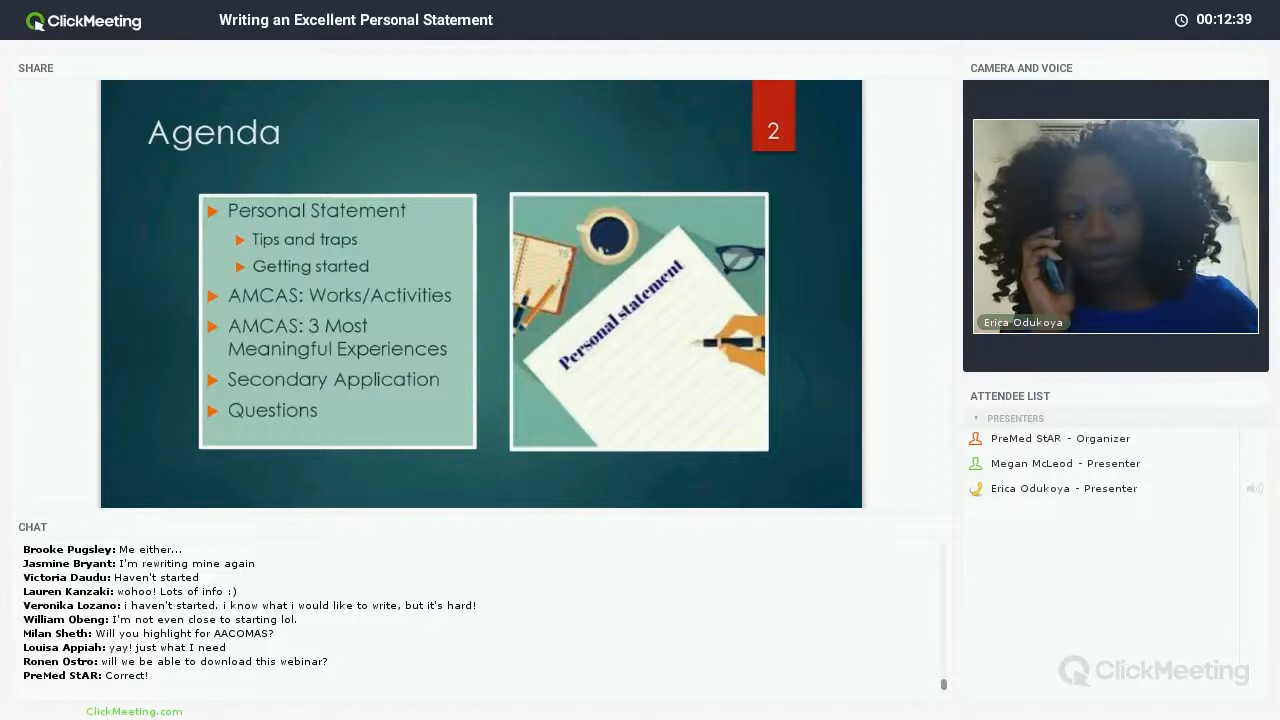 ClickMeeting
Writing an Excellent Personal Statement
00:12:39
SHARE
Agenda
2
Personal Statement
Tips and traps
Getting started
AMCAS: Works/Activities
AMCAS: 3 Most
Meaningful Experiences
Secondary Application
Questions
Personal statement
CAMERA AND VOICE
Erica Odukoya
ATTENDEE LIST
PRESENTERS
PreMed StAR - Organizer
Megan McLeod - Presenter
Erica Odukoya - Presenter
CHAT
Brooke Pugsley: Me either...
Jasmine Bryant: I'm rewriting mine again
Victoria Daudu: Haven't started
Lauren Kanzaki: wohoo! Lots of info :)
Veronika Lozano: i haven't started. i know what i would like to write, but it's hard!
William Obeng: I'm not even close to starting lol.
Milan Sheth: Will you highlight for AACOMAS?
Louisa Appiah: yay! just what I need
Ronen Ostro: will we be able to download this webinar?
PreMed StAR: Correct!
ClickMeeting
ClickMeeting.com